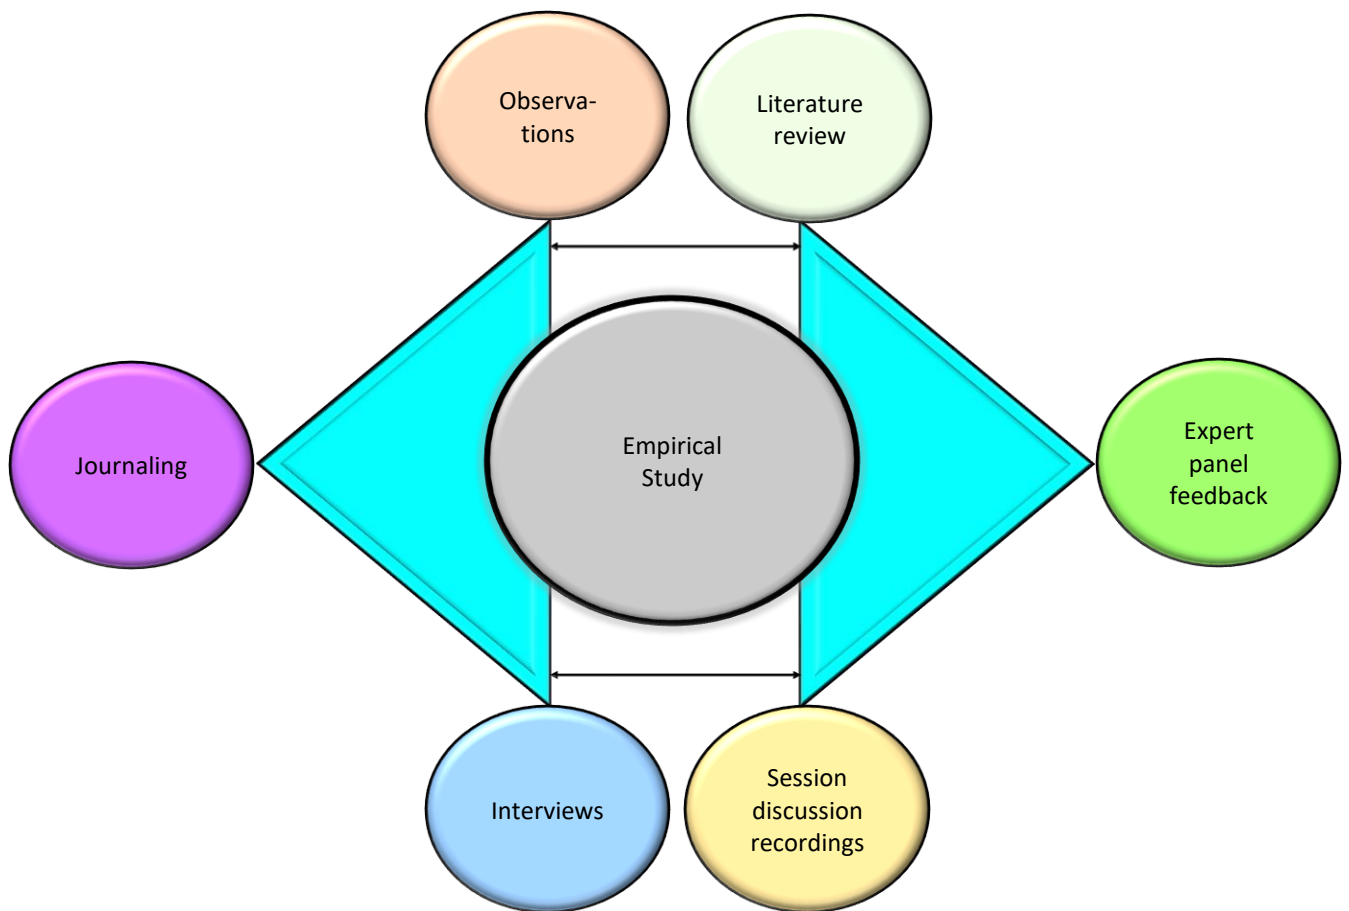 Observa-
tions
Literature
review
Journaling
Empirical
Study
Expert
panel
feedback
Interviews
Session
discussion
recordings